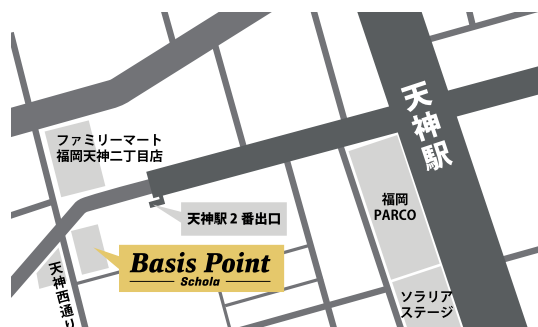 天神駅
ファミリーマート
福岡天神二丁目店
福岡
PARCO
天神駅2番出口
Basis Point
Schola
天神西通り
ソラリア
ステージ